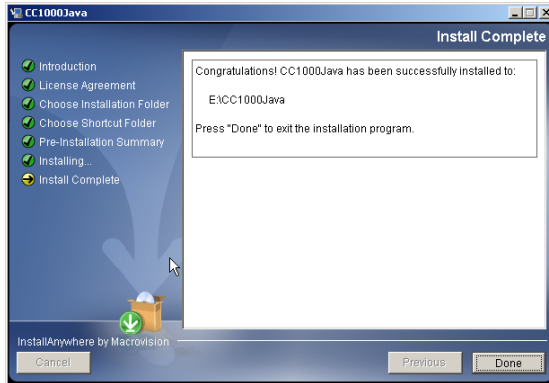 CC1000Java
Install Complete
Introduction
License Agreement
Choose Installation Folder
Choose Shortcut Folder
Pre-Installation Summary
Installing...
Install Complete
Congratulations! CC1000Java has been successfully installed to:
E:\CC1000Java
Press "Done" to exit the installation program.
InstallAnywhere by Macrovision
Cancel
Previous
Done